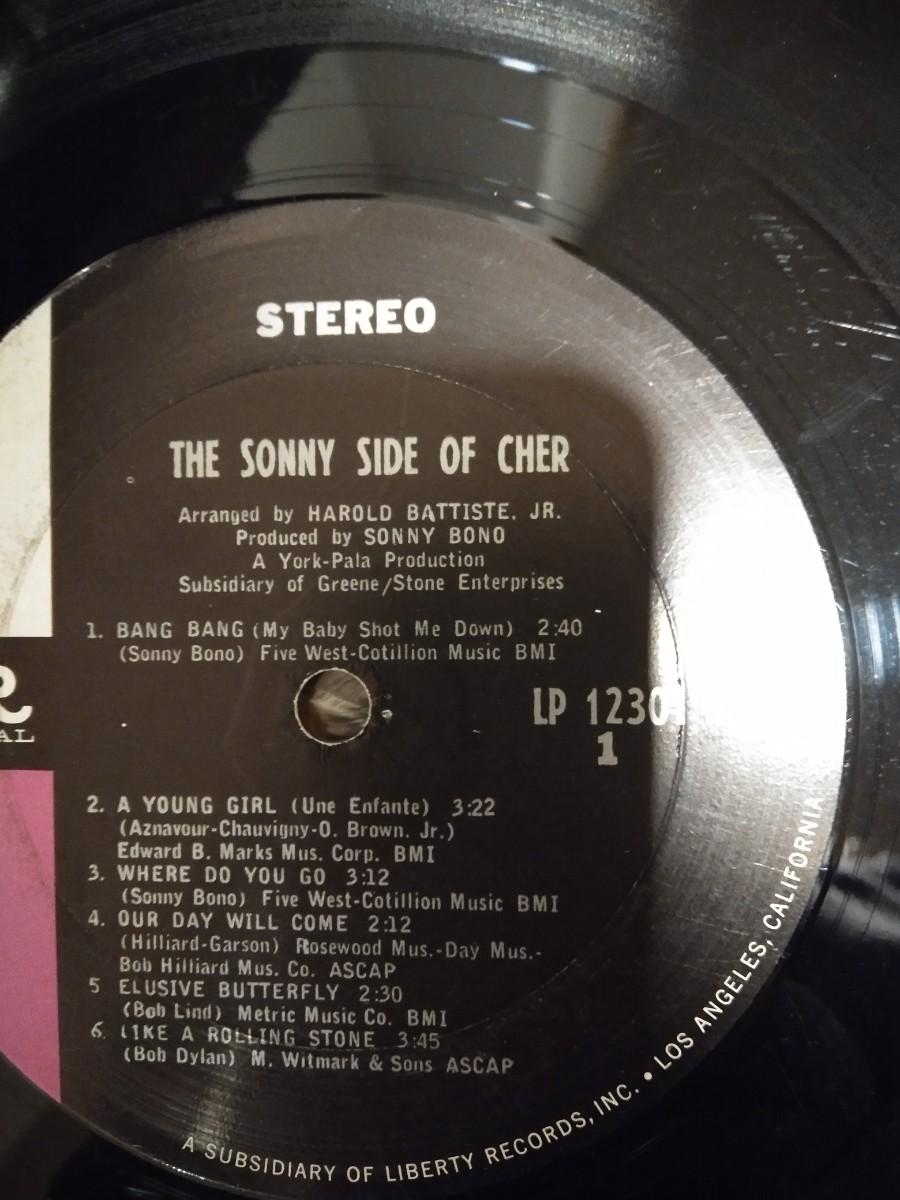 STEREO
THE SONNY SIDE OF CHER
Arranged by HAROLD BATTISTE, JR.
Produced by SONNY BONO
A York-Pala Production
Subsidiary of Greene/Stone Enterprises
1. BANG BANG (My Baby Shot Me Down) 2:40
(Sonny Bono) Five West-Cotillion Music BMI
LP
1
2. A YOUNG GIRL (Une Enfante) 3:22
(Aznavour-Chauvigny-O. Brown, Jr.)
Edward B. Marks Mus. Corp. BMI
3. WHERE DO YOU GO 3:12
(Sonny Bono) Five West-Cotillion Music BMI
4. OUR DAY WILL COME 2:12
(Hilliard-Garson) Rosewood Mus.-Day Mus.-
Bob Hilliard Mus. Co. ASCAP
5 ELUSIVE BUTTERFLY 2:30
(Bob Lind) Metric Music Co. BMI
6. LIKE A ROLLING STONE 3:45
(Bob Dylan) M. Witmark & Sons ASCAP
A SUBSIDIARY OF LIBERTY RECORDS, INC. • LOS ANGELES, CALIFORNIA